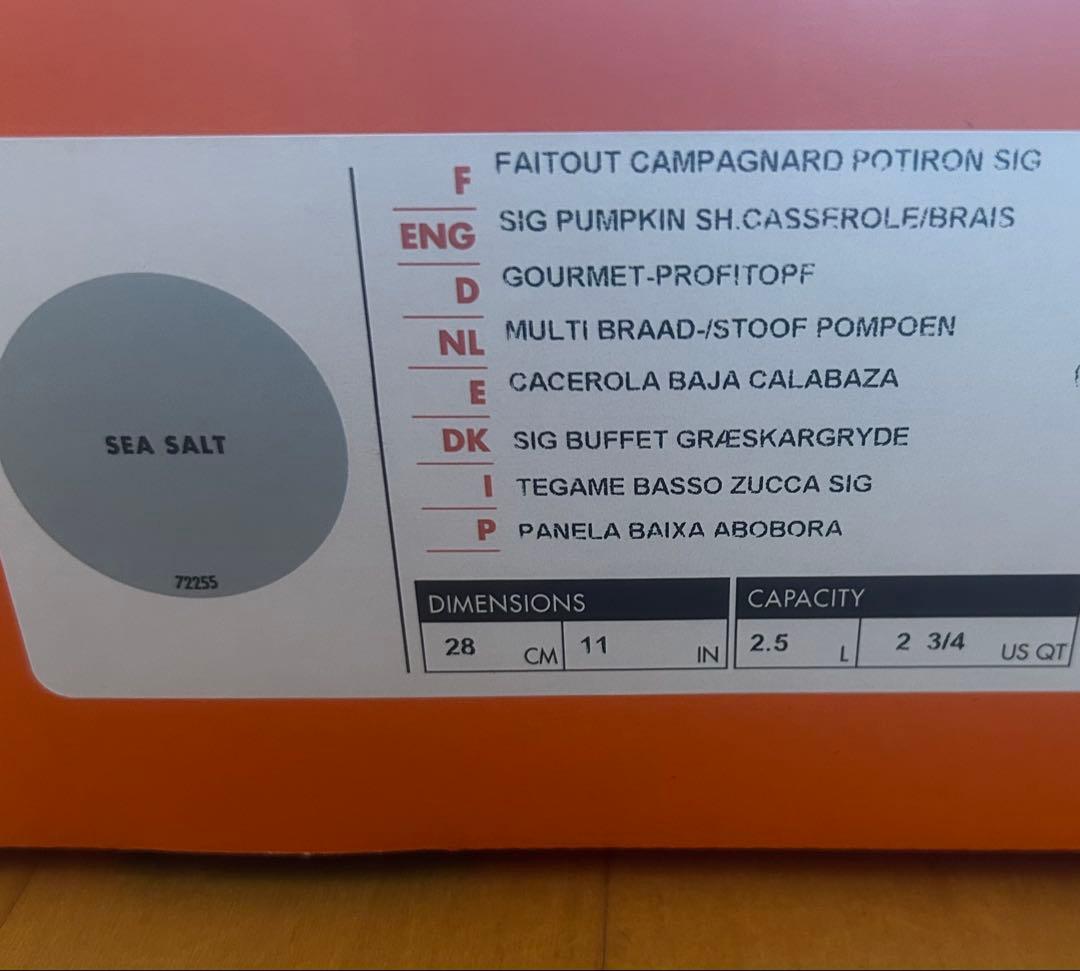 F FAITOUT CAMPAGNARD POTIRON SIG
ENG SIG PUMPKIN SH.CASSEROLE/BRAIS
D GOURMET-PROFITOPF
NL MULTI BRAAD-/STOOF POMPOEN
E CACEROLA BAJA CALABAZA
DK SIG BUFFET GRÆSKARGRYDE
I TEGAME BASSO ZUCCA SIG
P PANELA BAIXA ABOBORA
SEA SALT
72255
DIMENSIONS CAPACITY
28 CM 11 IN 2.5 L 2 3/4 US QT